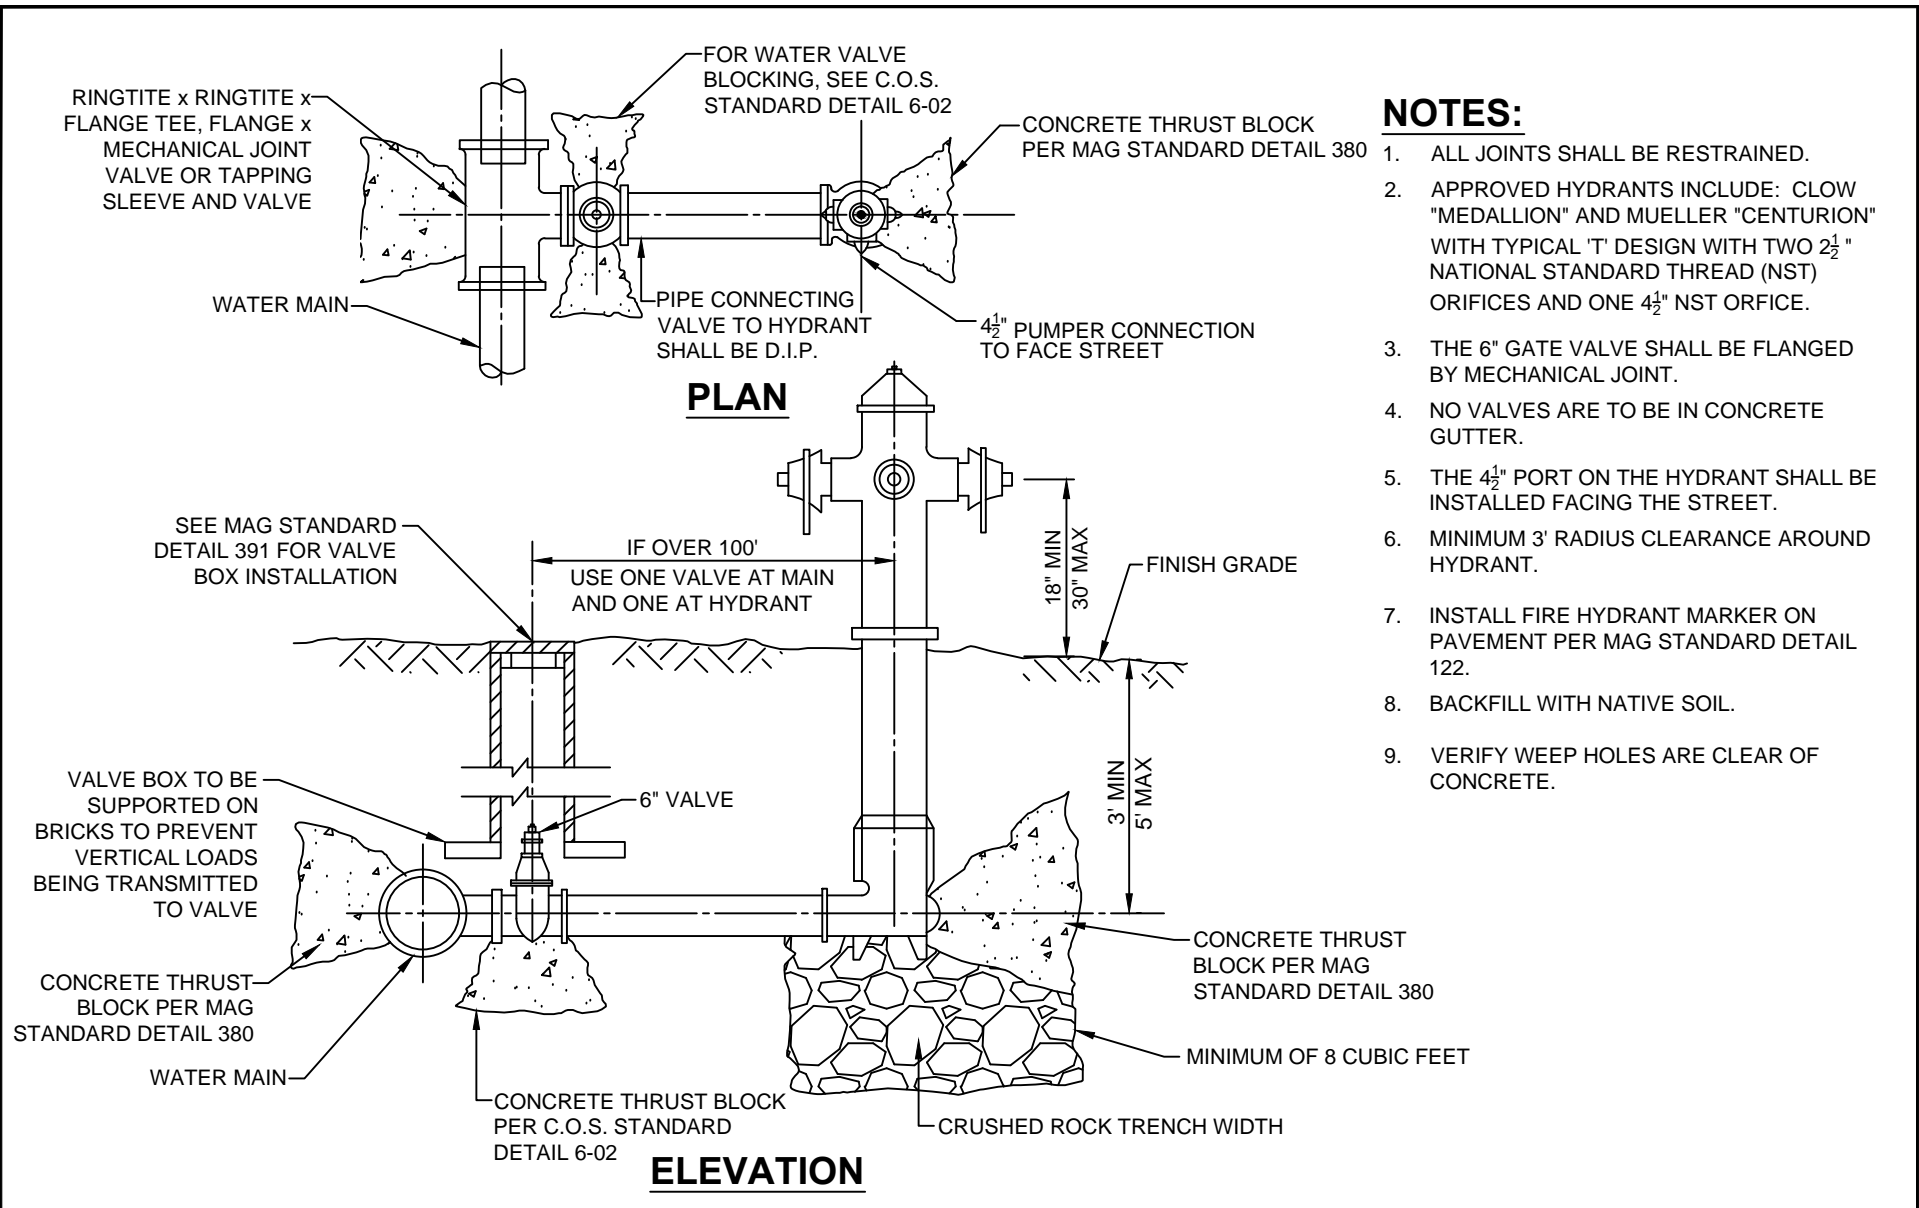 RINGTITE x RINGTITE x
FLANGE TEE, FLANGE x
MECHANICAL JOINT
VALVE OR TAPPING
SLEEVE AND VALVE
WATER MAIN
FOR WATER VALVE
BLOCKING, SEE C.O.S.
STANDARD DETAIL 6-02
CONCRETE THRUST BLOCK
PER MAG STANDARD DETAIL 380
PIPE CONNECTING
VALVE TO HYDRANT
SHALL BE D.I.P.
4½" PUMPER CONNECTION
TO FACE STREET
PLAN
SEE MAG STANDARD
DETAIL 391 FOR VALVE
BOX INSTALLATION
IF OVER 100'
USE ONE VALVE AT MAIN
AND ONE AT HYDRANT
18" MIN
30" MAX
FINISH GRADE
VALVE BOX TO BE
SUPPORTED ON
BRICKS TO PREVENT
VERTICAL LOADS
BEING TRANSMITTED
TO VALVE
6" VALVE
3' MIN
5' MAX
CONCRETE THRUST
BLOCK PER MAG
STANDARD DETAIL 380
WATER MAIN
CONCRETE THRUST BLOCK
PER C.O.S. STANDARD
DETAIL 6-02
CONCRETE THRUST
BLOCK PER MAG
STANDARD DETAIL 380
MINIMUM OF 8 CUBIC FEET
CRUSHED ROCK TRENCH WIDTH
ELEVATION
NOTES:
1. ALL JOINTS SHALL BE RESTRAINED.
2. APPROVED HYDRANTS INCLUDE: CLOW
"MEDALLION" AND MUELLER "CENTURION"
WITH TYPICAL 'T' DESIGN WITH TWO 2½ "
NATIONAL STANDARD THREAD (NST)
ORIFICES AND ONE 4½" NST ORFICE.
3. THE 6" GATE VALVE SHALL BE FLANGED
BY MECHANICAL JOINT.
4. NO VALVES ARE TO BE IN CONCRETE
GUTTER.
5. THE 4½" PORT ON THE HYDRANT SHALL BE
INSTALLED FACING THE STREET.
6. MINIMUM 3' RADIUS CLEARANCE AROUND
HYDRANT.
7. INSTALL FIRE HYDRANT MARKER ON
PAVEMENT PER MAG STANDARD DETAIL
122.
8. BACKFILL WITH NATIVE SOIL.
9. VERIFY WEEP HOLES ARE CLEAR OF
CONCRETE.